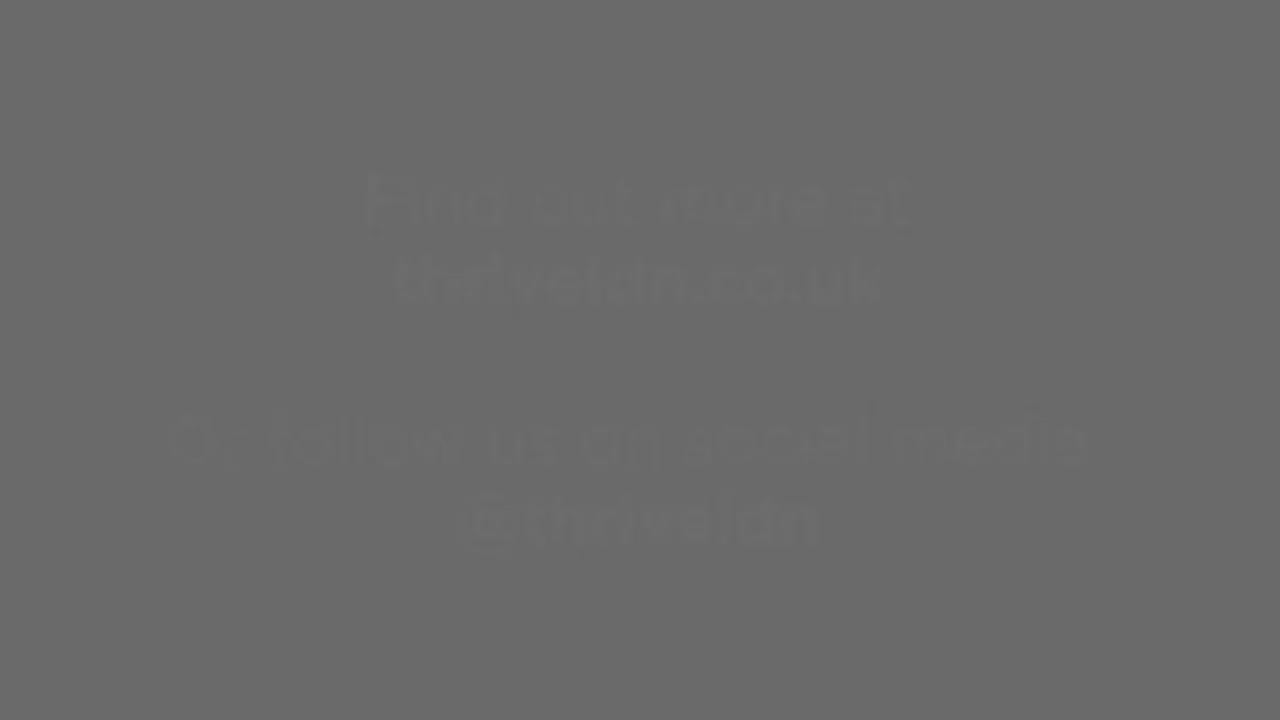 Find out more at
thriveldn.co.uk
Or follow us on social media
@thriveldn